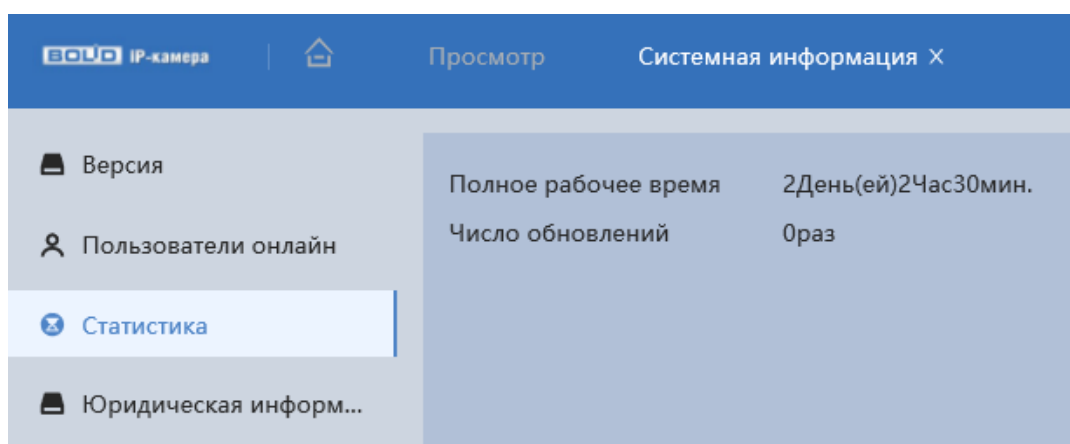 BOLID IP-камера Просмотр Системная информация X
Версия
Пользователи онлайн
Статистика
Юридическая информ...
Полное рабочее время 2День(ей)2Час30мин.
Число обновлений 0раз